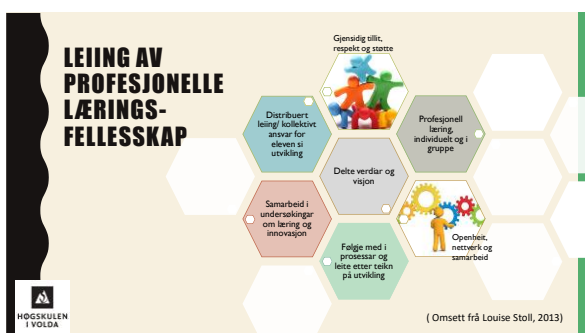 LEIING AV
PROFESJONELLE
LÆRINGS-
FELLESSKAP
Gjensidig tillit,
respekt og støtte
Distribuert
leiing/ kollektivt
ansvar for
eleven si
utvikling
Profesjonell
læring,
individuelt og i
gruppe
Delte verdiar og
visjon
Samarbeid i
undersøkingar
om læring og
innovasjon
Openheit,
nettverk og
samarbeid
Følgje med i
prosessar og
leite etter teikn
på utvikling
HØGSKULEN
I VOLDA
( Omsett frå Louise Stoll, 2013)